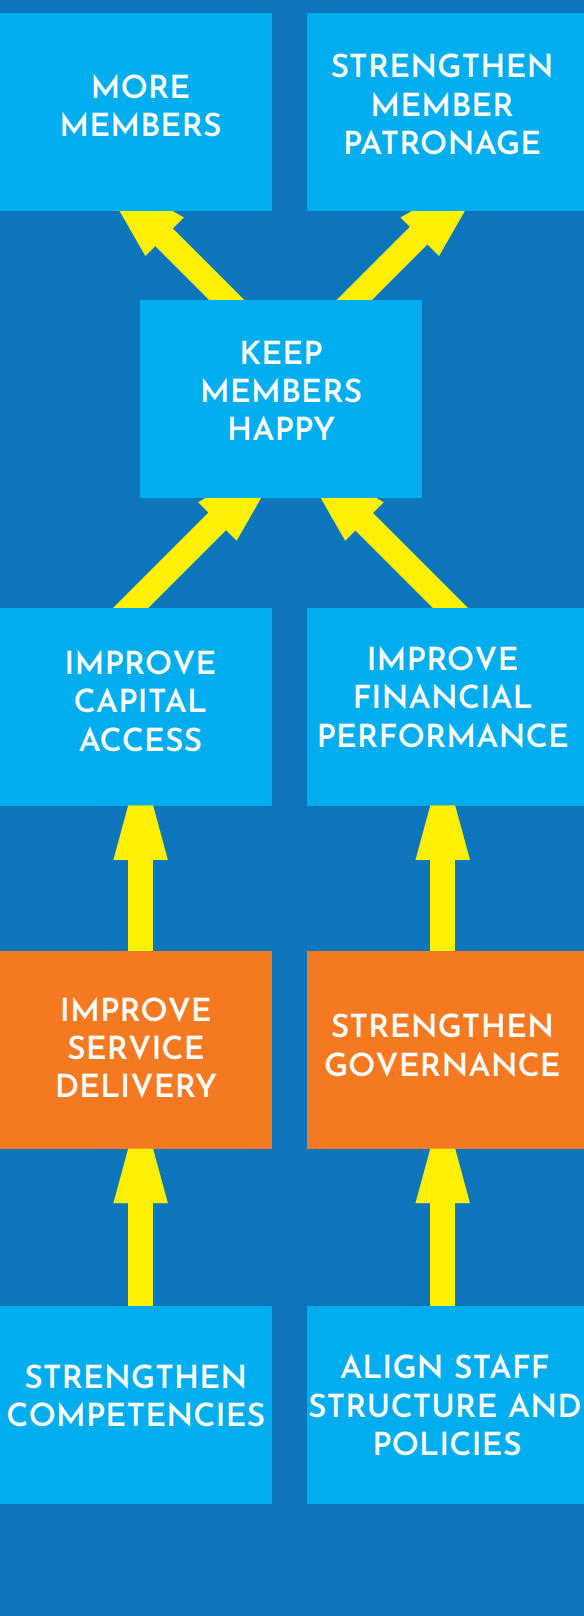 MORE
MEMBERS
STRENGTHEN
MEMBER
PATRONAGE
KEEP
MEMBERS
HAPPY
IMPROVE
CAPITAL
ACCESS
IMPROVE
FINANCIAL
PERFORMANCE
IMPROVE
SERVICE
DELIVERY
STRENGTHEN
GOVERNANCE
STRENGTHEN
COMPETENCIES
ALIGN STAFF
STRUCTURE AND
POLICIES